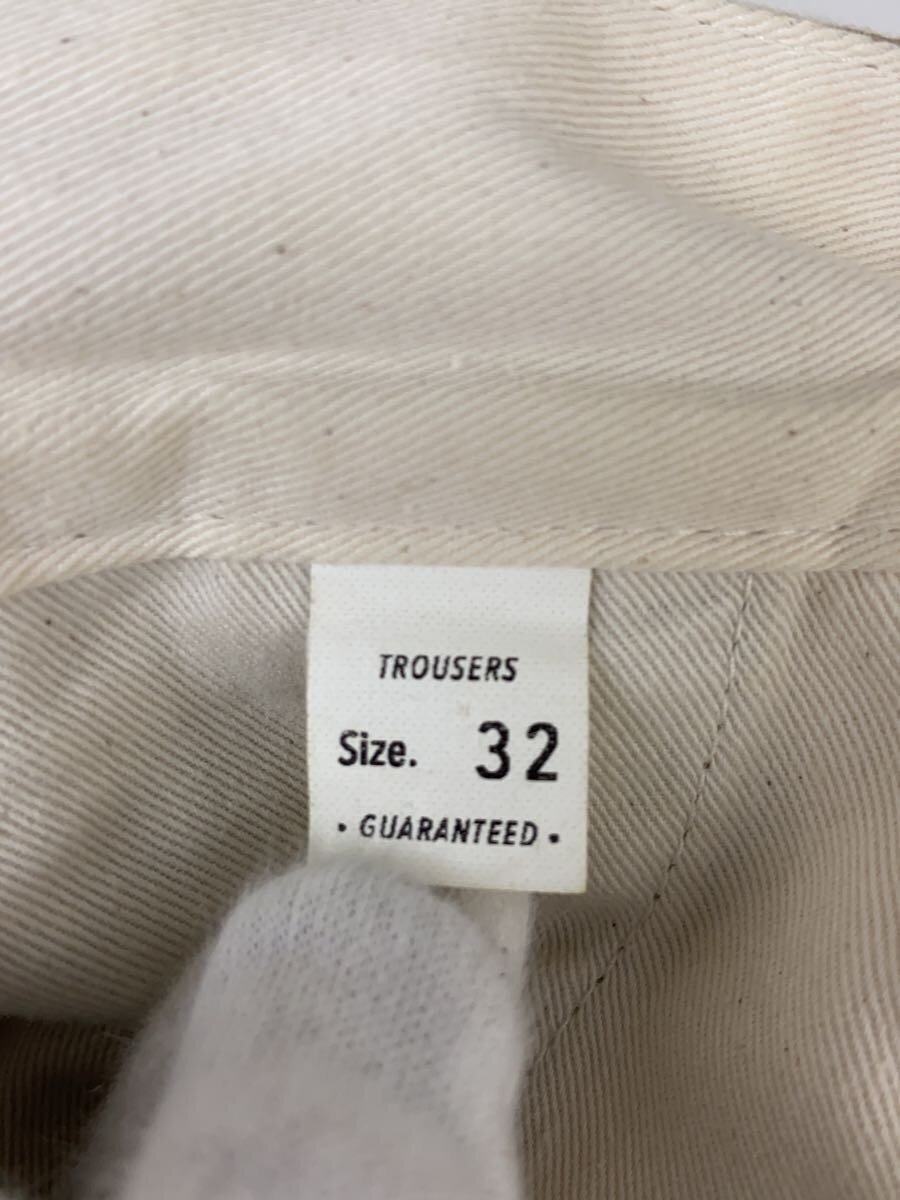 TROUSERS
Size. 32
• GUARANTEED •